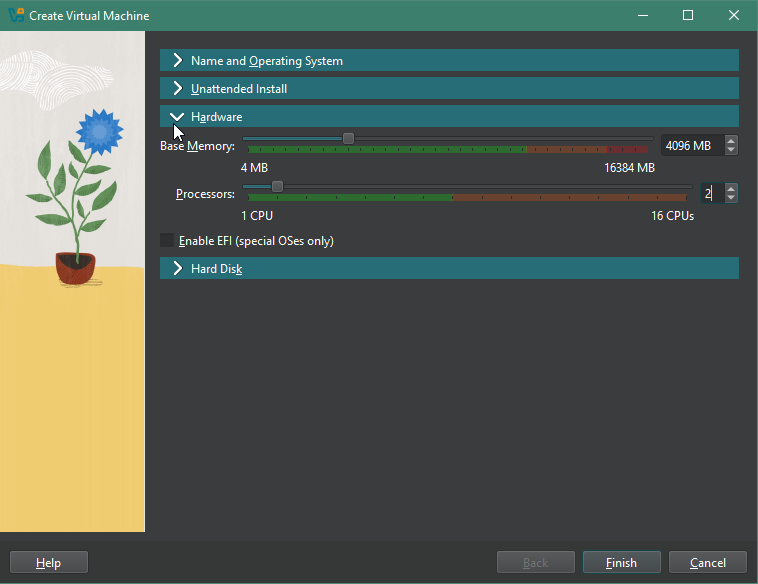 Create Virtual Machine
Name and Operating System
Unattended Install
Hardware
Base Memory:
4096 MB
4 MB
16384 MB
Processors:
2
1 CPU
16 CPUs
Enable EFI (special OSes only)
Hard Disk
Help
Back
Finish
Cancel